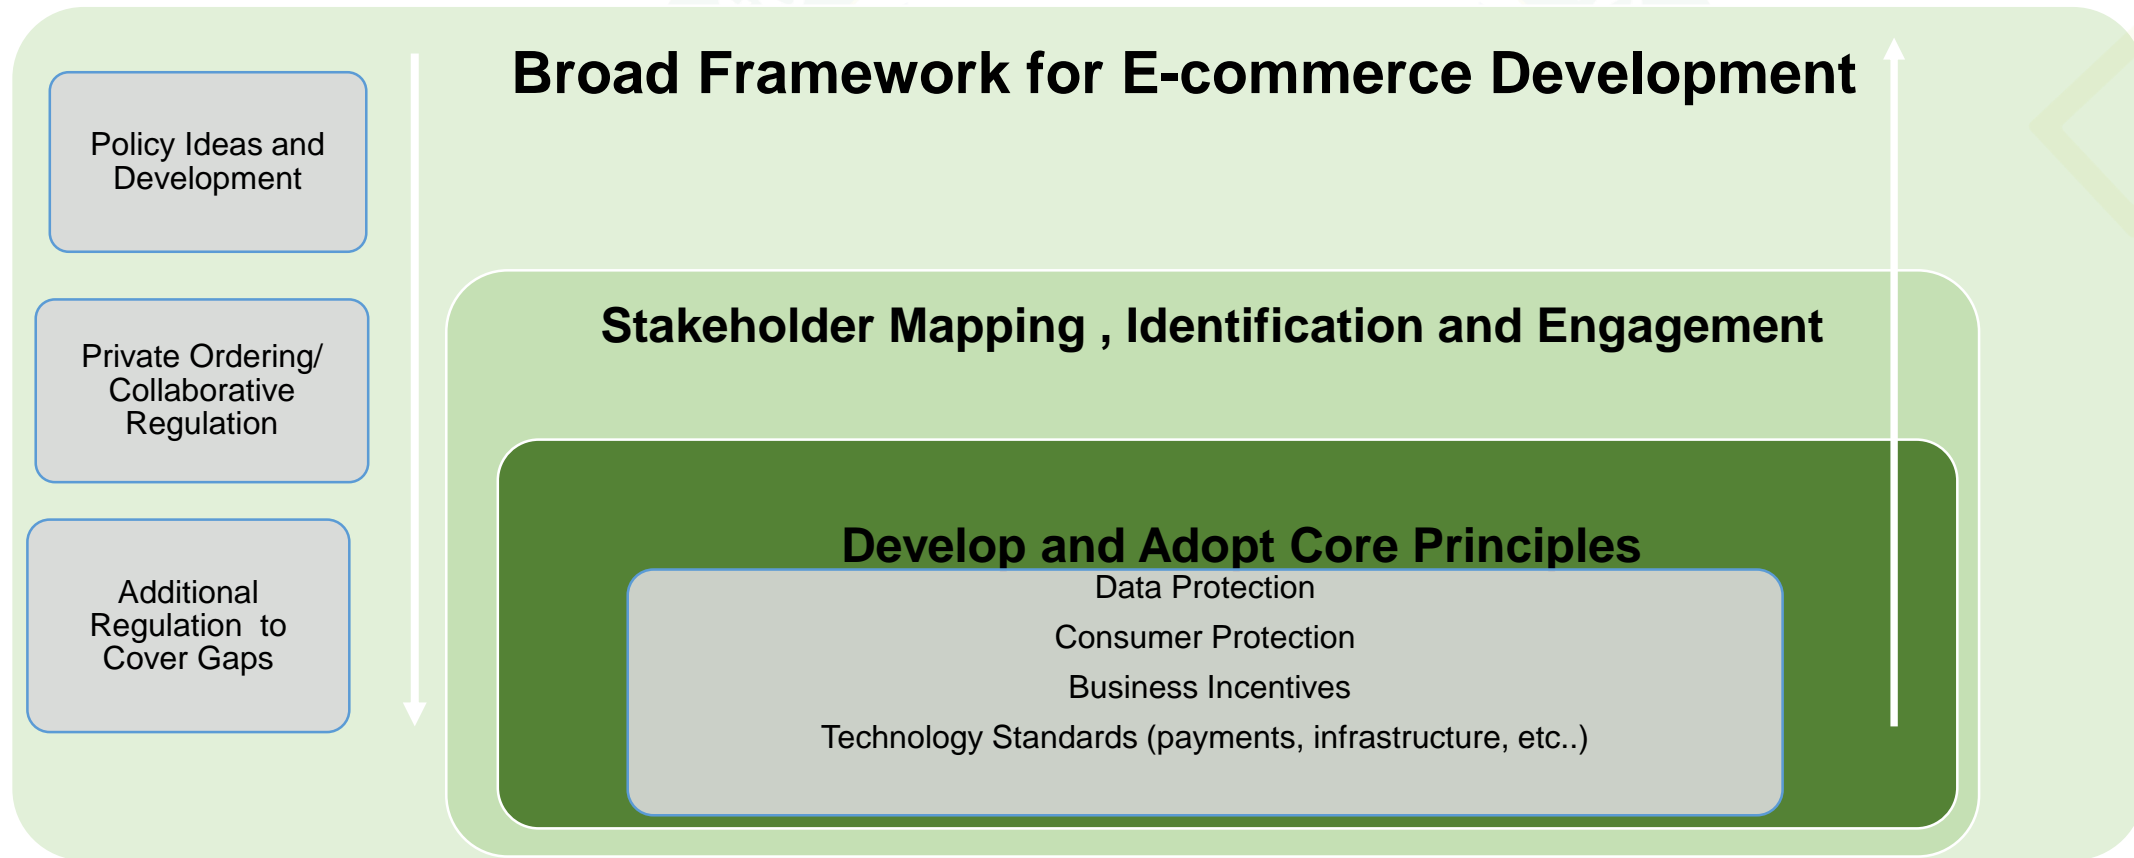 Broad Framework for E-commerce Development
Policy Ideas and
Development
Private Ordering/
Collaborative
Regulation
Additional
Regulation  to
Cover Gaps
Stakeholder Mapping , Identification and Engagement
Develop and Adopt Core Principles
Data Protection
Consumer Protection
Business Incentives
Technology Standards (payments, infrastructure, etc..)